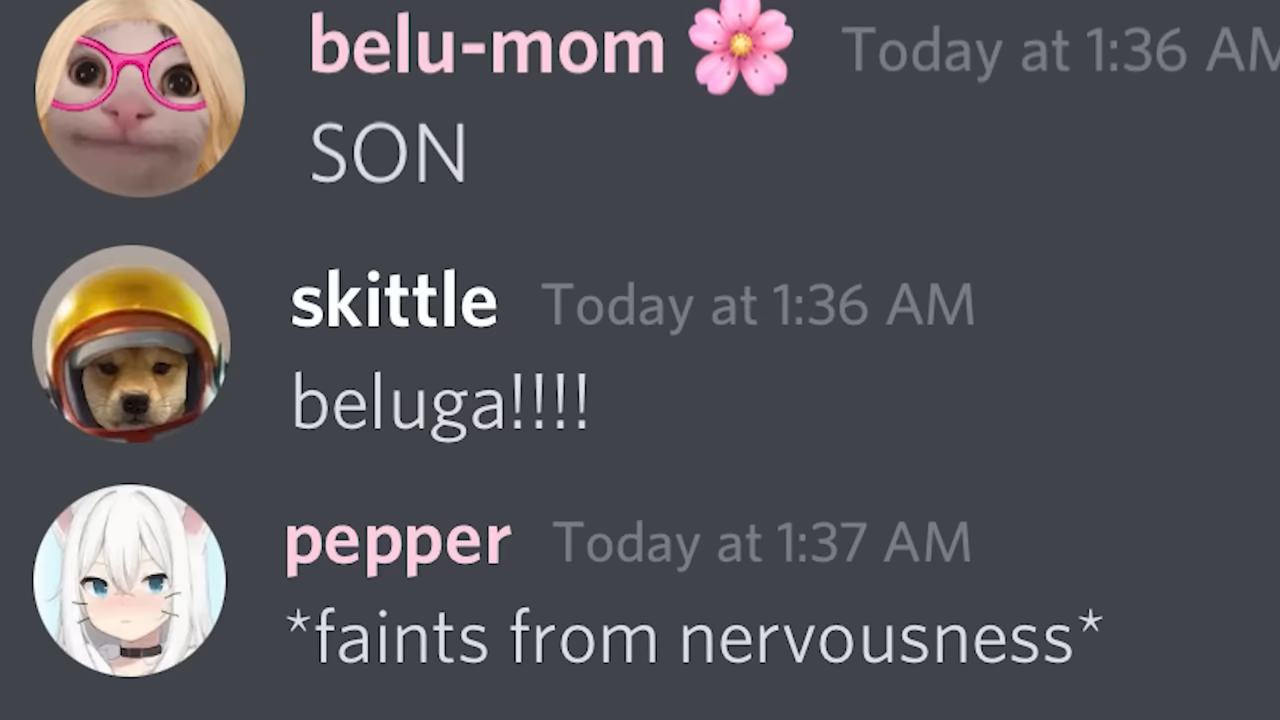 belu-mom 🌸 Today at 1:36 AM
SON
skittle Today at 1:36 AM
beluga!!!!
pepper Today at 1:37 AM
*faints from nervousness*